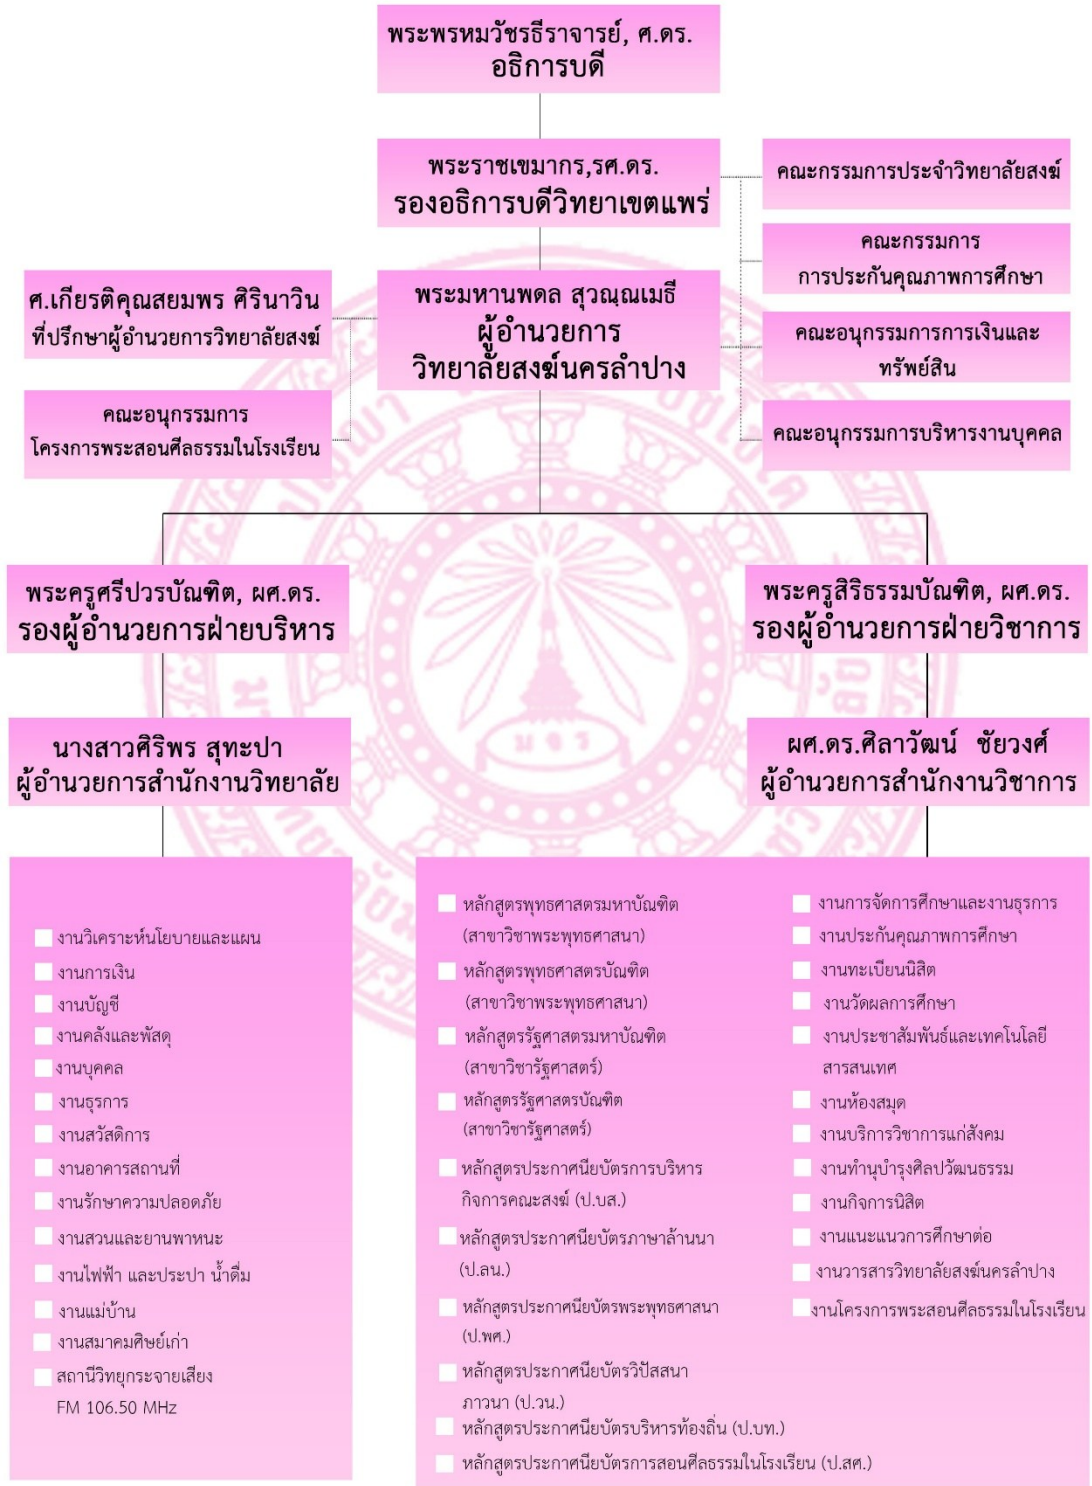 พระพรหมวัชรธีราจารย์, ศ.ดร.
อธิการบดี
พระราชเขมากร,รศ.ดร.
รองอธิการบดีวิทยาเขตแพร่
คณะกรรมการประจำวิทยาลัยสงฆ์
คณะกรรมการ
การประกันคุณภาพการศึกษา
ศ.เกียรติคุณสยมพร ศิรินาวิน
ที่ปรึกษาผู้อำนวยการวิทยาลัยสงฆ์
พระมหานพดล สุวณฺณเมธี
ผู้อำนวยการ
วิทยาลัยสงฆ์นครลำปาง
คณะอนุกรรมการการเงินและ
ทรัพย์สิน
คณะอนุกรรมการ
โครงการพระสอนศีลธรรมในโรงเรียน
คณะอนุกรรมการบริหารงานบุคคล
พระครูศรีปวรบัณฑิต, ผศ.ดร.
รองผู้อำนวยการฝ่ายบริหาร
พระครูสิริธรรมบัณฑิต, ผศ.ดร.
รองผู้อำนวยการฝ่ายวิชาการ
ม จ ร
นางสาวศิริพร สุทะปา
ผู้อำนวยการสำนักงานวิทยาลัย
ผศ.ดร.ศิลาวัฒน์ ชัยวงศ์
ผู้อำนวยการสำนักงานวิชาการ
งานวิเคราะห์นโยบายและแผน
งานการเงิน
งานบัญชี
งานคลังและพัสดุ
งานบุคคล
งานธุรการ
งานสวัสดิการ
งานอาคารสถานที่
งานรักษาความปลอดภัย
งานสวนและยานพาหนะ
งานไฟฟ้า และประปา น้ำดื่ม
งานแม่บ้าน
งานสมาคมศิษย์เก่า
สถานีวิทยุกระจายเสียง
FM 106.50 MHz
หลักสูตรพุทธศาสตรมหาบัณฑิต
(สาขาวิชาพระพุทธศาสนา)
หลักสูตรพุทธศาสตรบัณฑิต
(สาขาวิชาพระพุทธศาสนา)
หลักสูตรรัฐศาสตรมหาบัณฑิต
(สาขาวิชารัฐศาสตร์)
หลักสูตรรัฐศาสตรบัณฑิต
(สาขาวิชารัฐศาสตร์)
หลักสูตรประกาศนียบัตรการบริหาร
กิจการคณะสงฆ์ (ป.บส.)
หลักสูตรประกาศนียบัตรภาษาล้านนา
(ป.ลน.)
หลักสูตรประกาศนียบัตรพระพุทธศาสนา
(ป.พศ.)
หลักสูตรประกาศนียบัตรวิปัสสนา
ภาวนา (ป.วน.)
หลักสูตรประกาศนียบัตรบริหารท้องถิ่น (ป.บท.)
หลักสูตรประกาศนียบัตรการสอนศีลธรรมในโรงเรียน (ป.สศ.)
งานการจัดการศึกษาและงานธุรการ
งานประกันคุณภาพการศึกษา
งานทะเบียนนิสิต
งานวัดผลการศึกษา
งานประชาสัมพันธ์และเทคโนโลยี
สารสนเทศ
งานห้องสมุด
งานบริการวิชาการแก่สังคม
งานทำนุบำรุงศิลปวัฒนธรรม
งานกิจการนิสิต
งานแนะแนวการศึกษาต่อ
งานวารสารวิทยาลัยสงฆ์นครลำปาง
งานโครงการพระสอนศีลธรรมในโรงเรียน